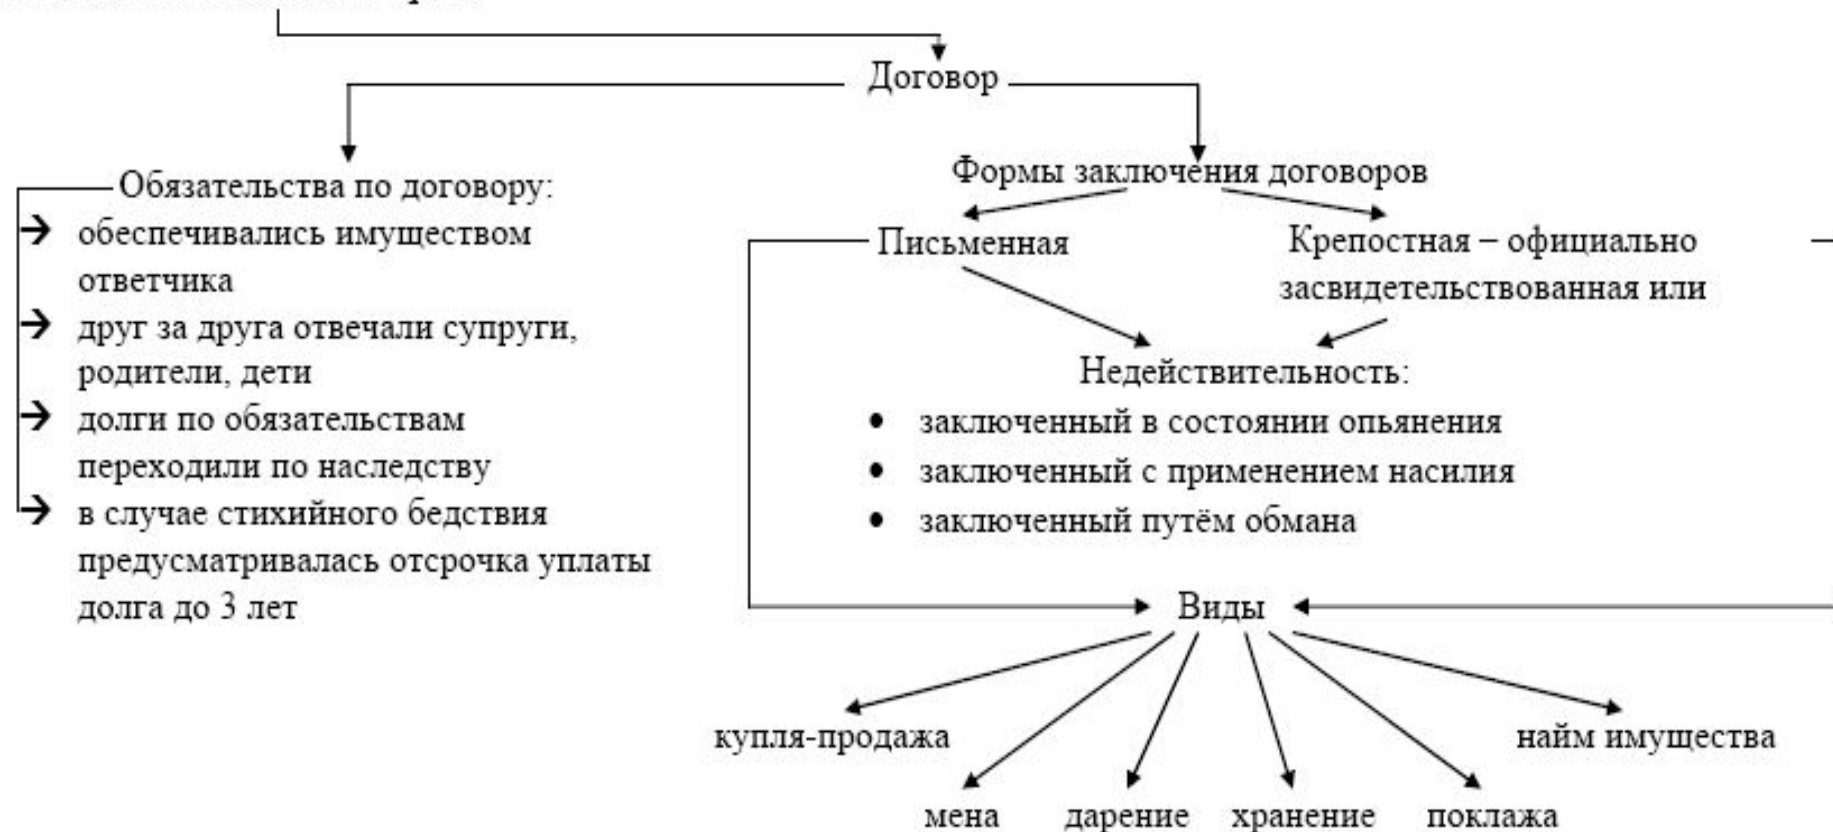 Договор
Обязательства по договору:
обеспечивались имуществом
ответчика
друг за друга отвечали супруги,
родители, дети
долги по обязательствам
переходили по наследству
в случае стихийного бедствия
предусматривалась отсрочка уплаты
долга до 3 лет
Формы заключения договоров
Письменная
Крепостная – официально
засвидетельствованная или
Недействительность:
• заключенный в состоянии опьянения
• заключенный с применением насилия
• заключенный путём обмана
Виды
купля-продажа
найм имущества
мена дарение хранение поклажа